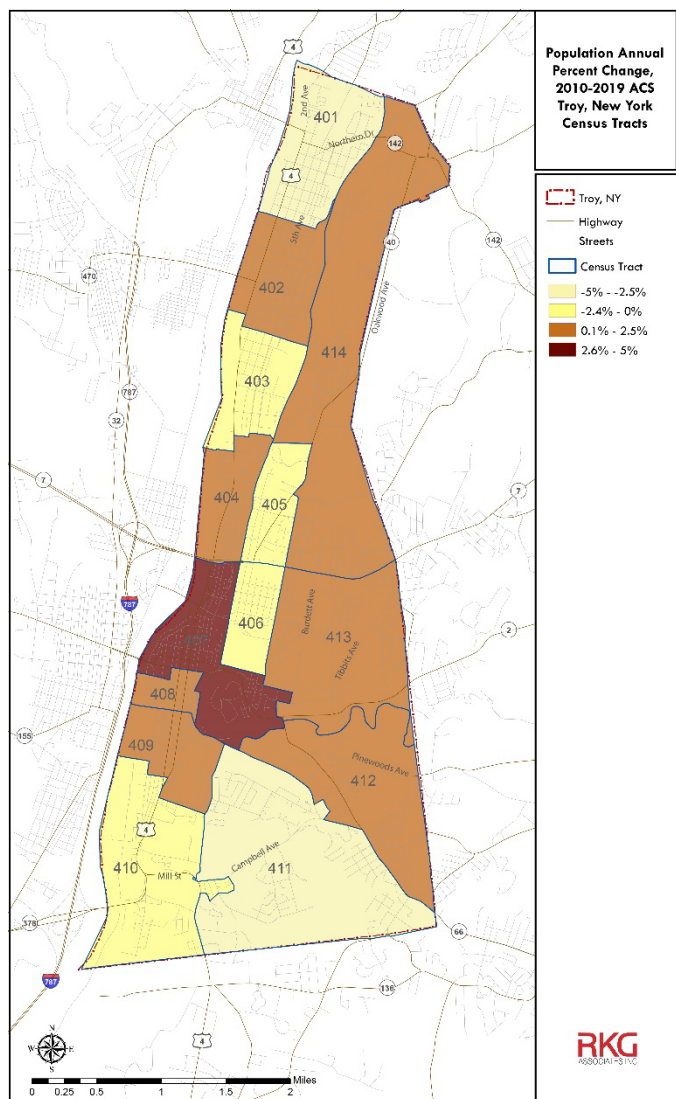 Population Annual
Percent Change,
2010-2019 ACS
Troy, New York
Census Tracts
Troy, NY
Highway
Streets
Census Tract
-5% - -2.5%
-2.4% - 0%
0.1% - 2.5%
2.6% - 5%
4
2nd Ave
401
Northern Dr
142
4
5th Ave
40
142
470
402
Oakwood Ave
414
403
787
32
7
404
405
7
787
406
Burdett Ave
413
2
407
Tibbits Ave
408
155
409
Pinewoods Ave
412
4
Campbell Ave
410
Mill St
411
378
66
787
136
4
N
W E
S
Miles
0 0.25 0.5 1 1.5 2
RKG
ASSOCIATES INC